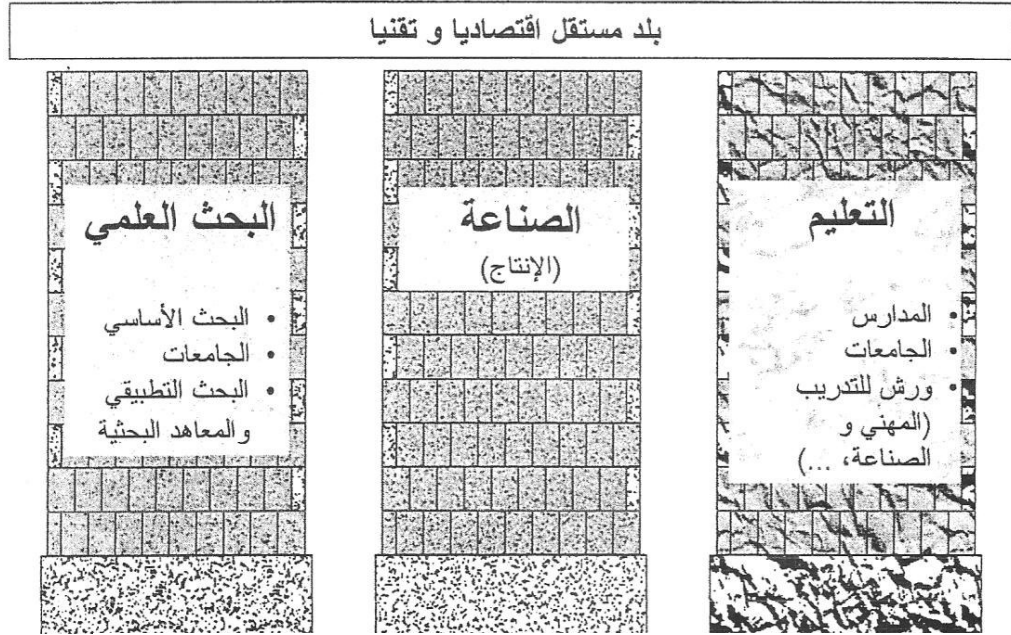 بلد مستقل اقتصاديا و تقنيا
التعليم
• المدارس
• الجامعات
• ورش للتدريب
(المهني و
الصناعة، ...)
الصناعة
(الإنتاج)
البحث العلمي
• البحث الأساسي
• الجامعات
• البحث التطبيقي
والمعاهد البحثية